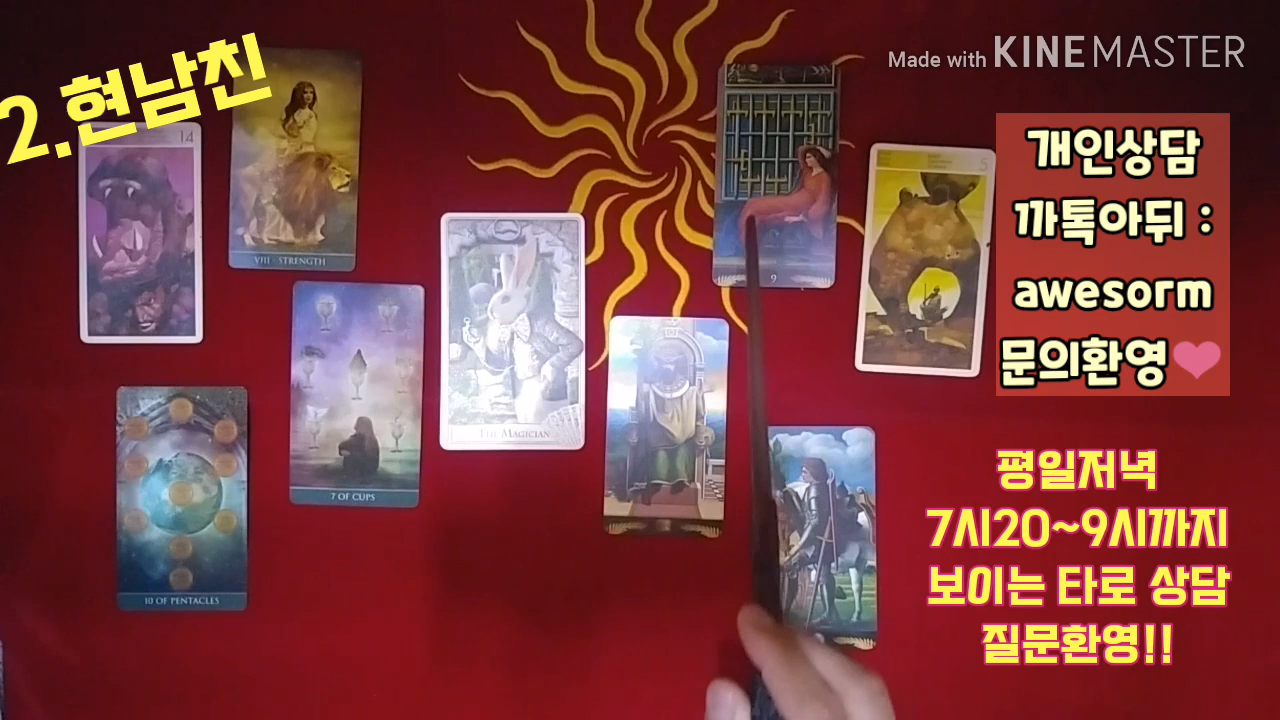 2.현남친
Made with KINEMASTER
개인상담
까톡아뒤 :
awesorm
문의환영
평일저녁
7시20~9시까지
보이는 타로 상담
질문환영!!
14
VIII · STRENGTH
7 OF CUPS
10 OF PENTACLES
THE MAGICIAN
9
5